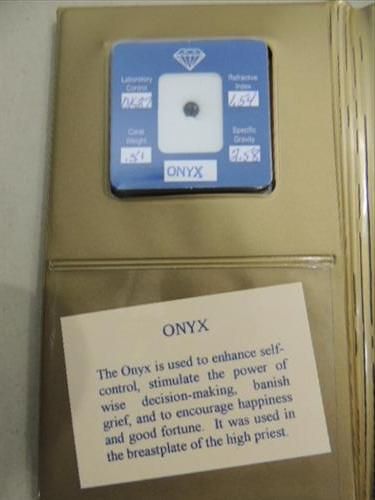 Laboratory Refractive
Control Index
1.54
Carat Specific
Weight Gravity
.51
ONYX
ONYX
The Onyx is used to enhance self-
control, stimulate the power of
wise decision-making, banish
grief, and to encourage happiness
and good fortune. It was used in
the breastplate of the high priest.